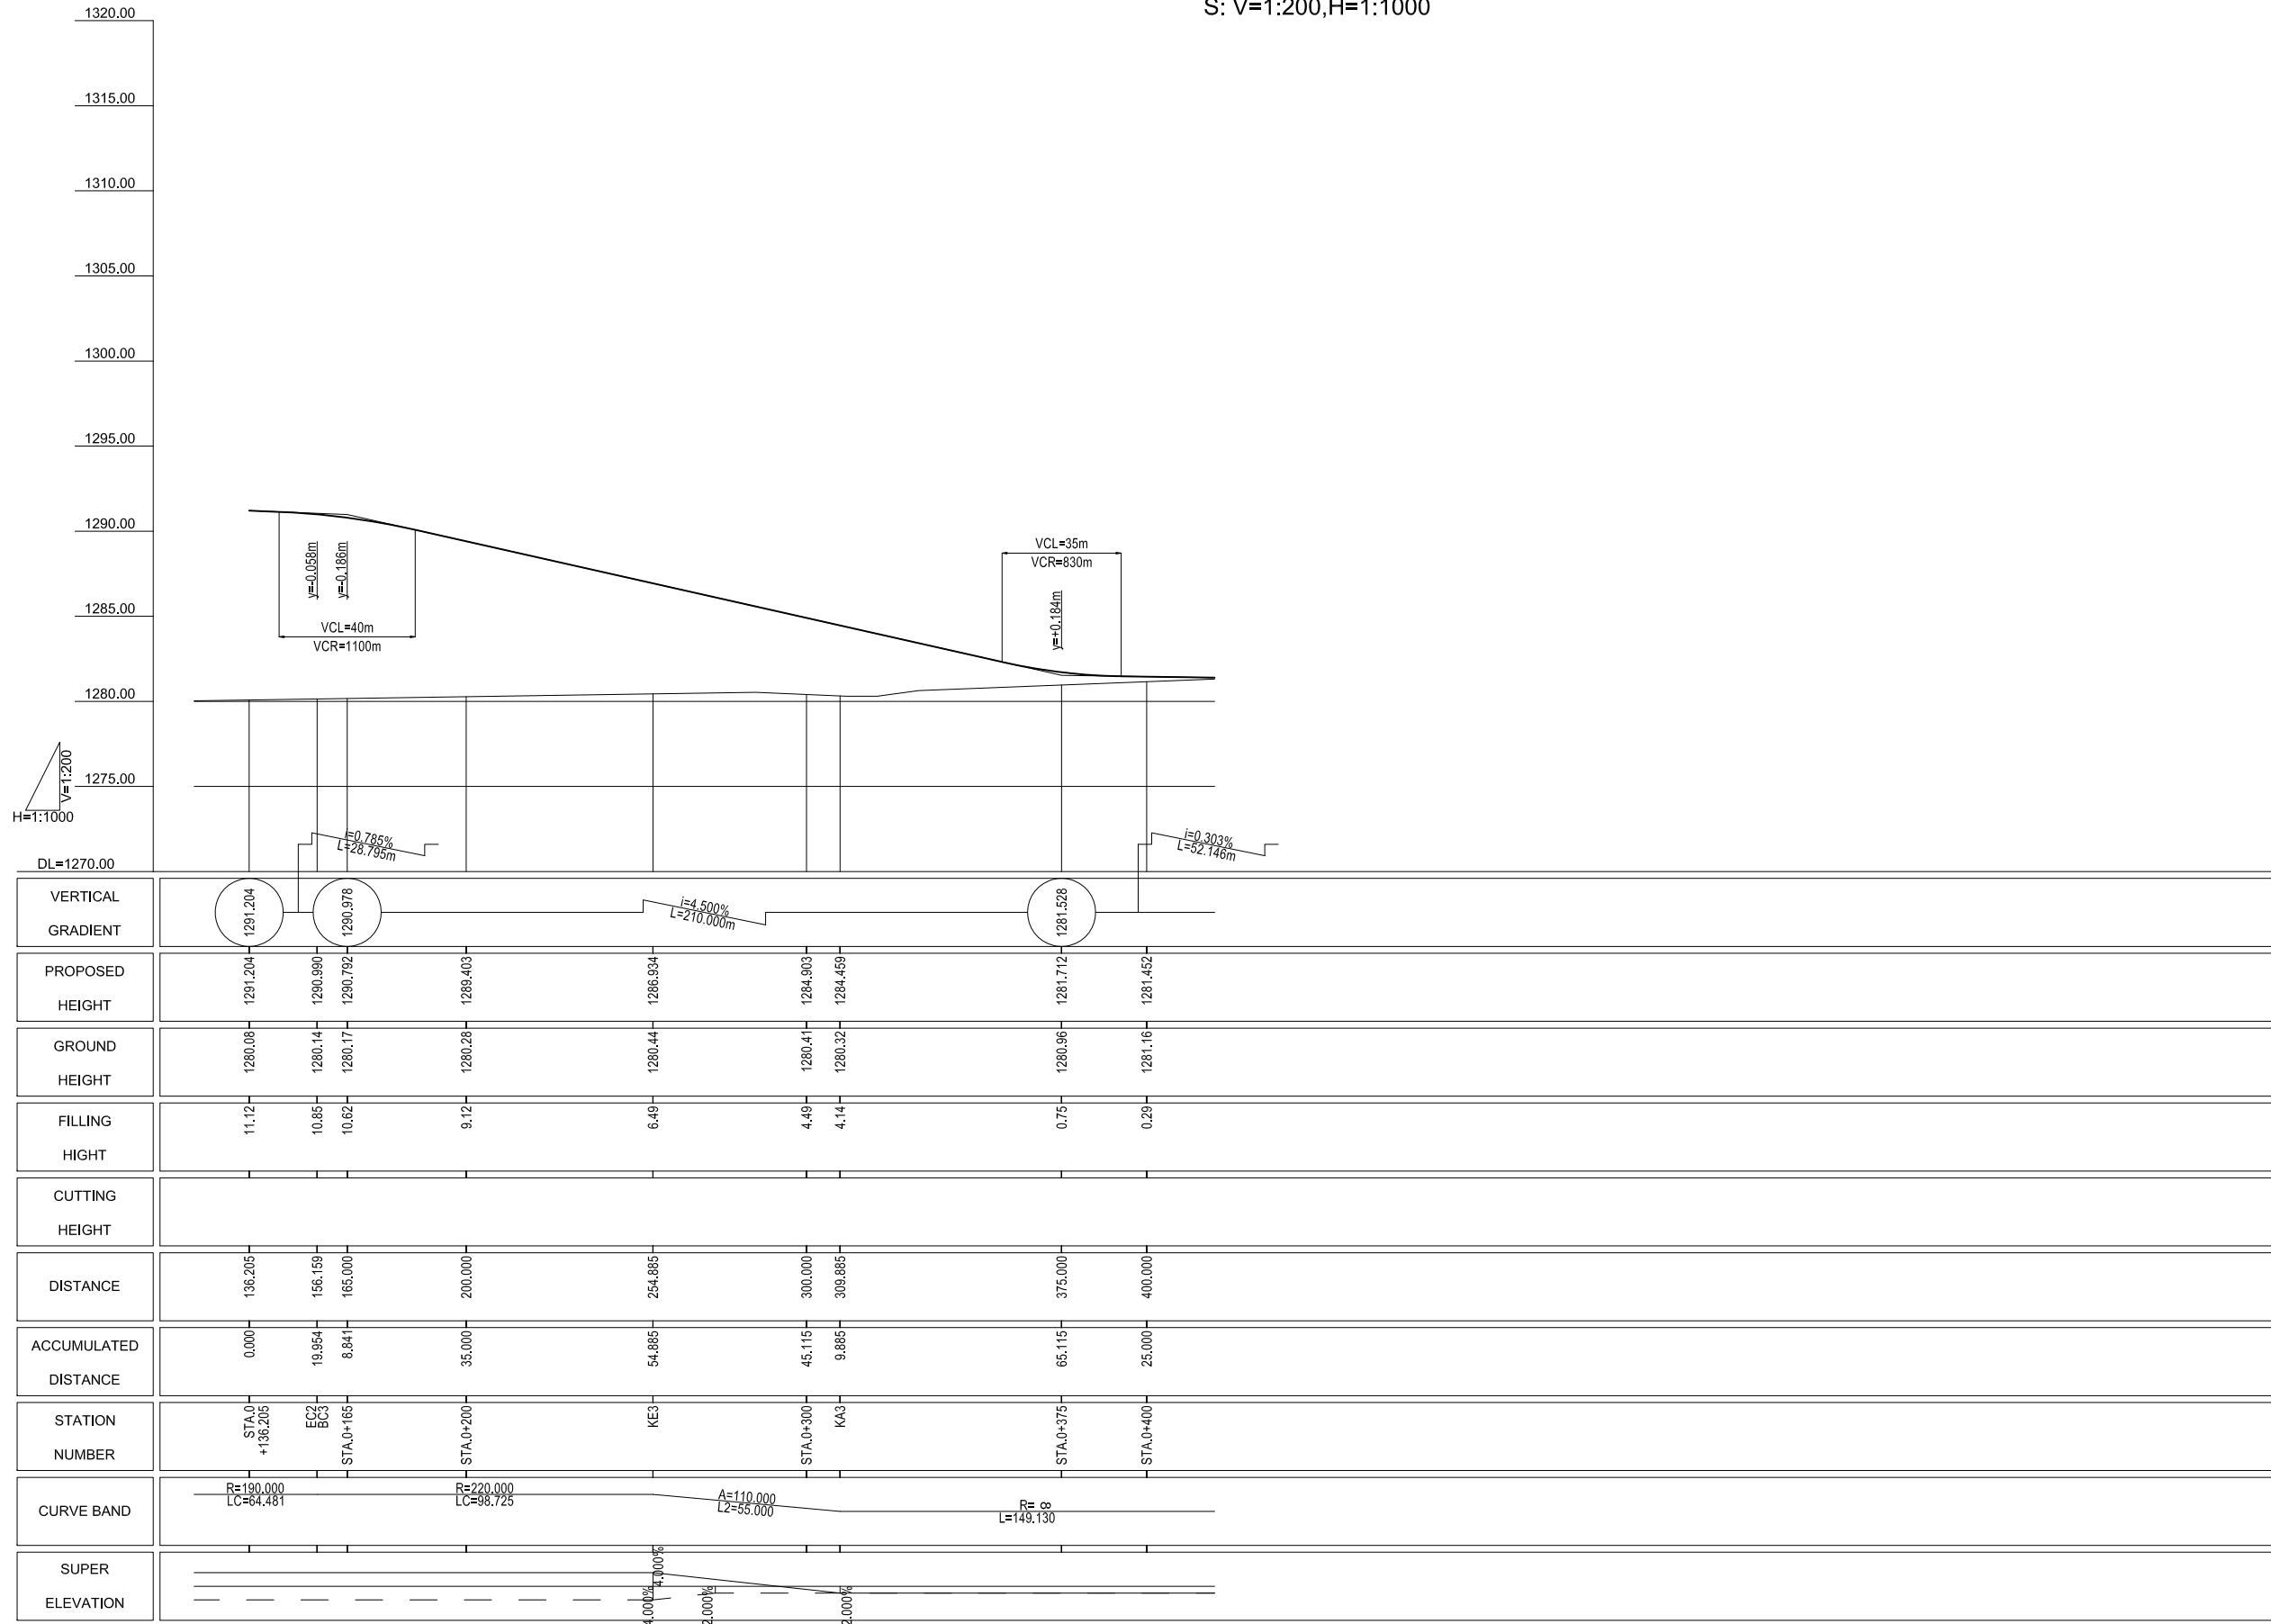 S: V=1:200,H=1:1000
1320.00
1315.00
1310.00
1305.00
1300.00
1295.00
1290.00
1285.00
1280.00
1275.00
DL=1270.00
V=1:200
H=1:1000
y=-0.058m
y=-0.186m
VCL=40m
VCR=1100m
VCL=35m
VCR=830m
y=+0.184m
i=0.785%
L=28.795m
i=0.303%
L=52.146m
VERTICAL
GRADIENT
1291.204
1290.978
i=4.500%
L=210.000m
1281.528
PROPOSED
HEIGHT
1291.204
1290.990
1290.792
1289.403
1286.934
1284.903
1284.459
1281.712
1281.452
GROUND
HEIGHT
1280.08
1280.14
1280.17
1280.28
1280.44
1280.41
1280.32
1280.96
1281.16
FILLING
HIGHT
11.12
10.85
10.62
9.12
6.49
4.49
4.14
0.75
0.29
CUTTING
HEIGHT
DISTANCE
136.205
156.159
165.000
200.000
254.885
300.000
309.885
375.000
400.000
ACCUMULATED
DISTANCE
0.000
19.954
8.841
35.000
54.885
45.115
9.885
65.115
25.000
STATION
NUMBER
STA.0
+136.205
EC2
BC3
STA.0+165
STA.0+200
KE3
STA.0+300
KA3
STA.0+375
STA.0+400
CURVE BAND
R=190.000
LC=64.481
R=220.000
LC=98.725
A=110.000
L2=55.000
R= ∞
L=149.130
SUPER
ELEVATION
4.000%
4.000%
2.000%
2.000%